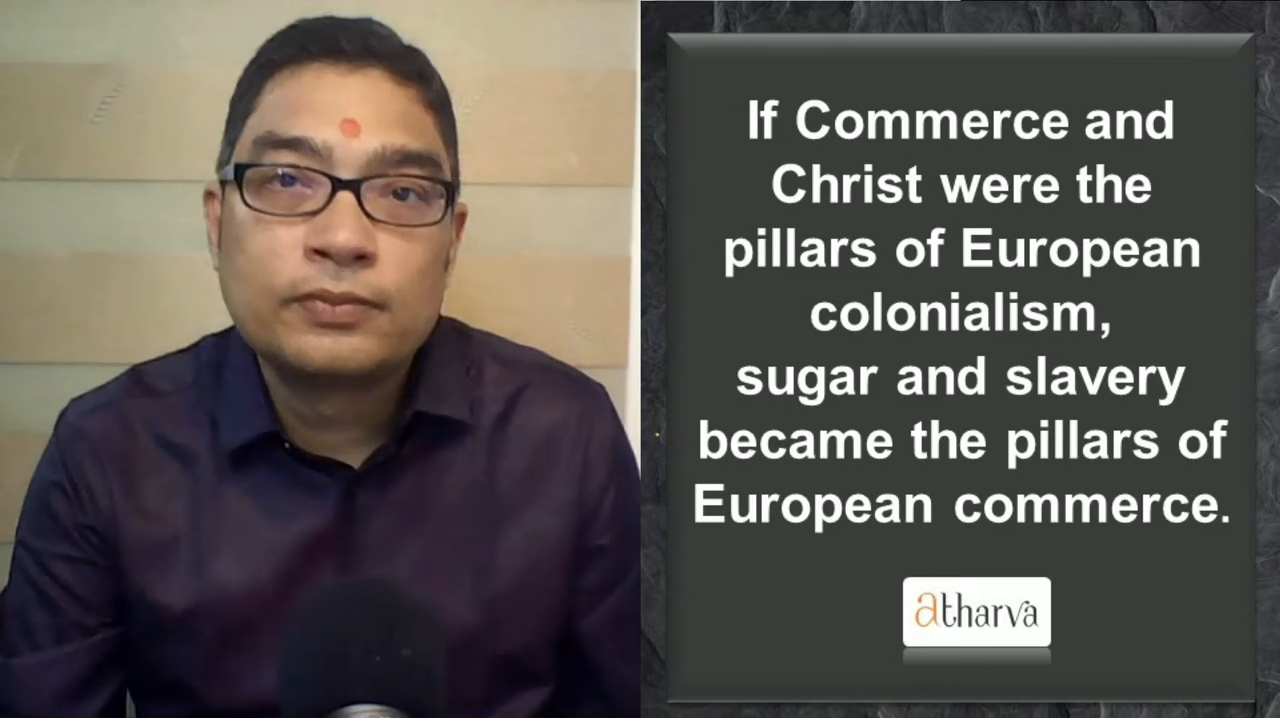 If Commerce and
Christ were the
pillars of European
colonialism,
sugar and slavery
became the pillars of
European commerce.
atharva